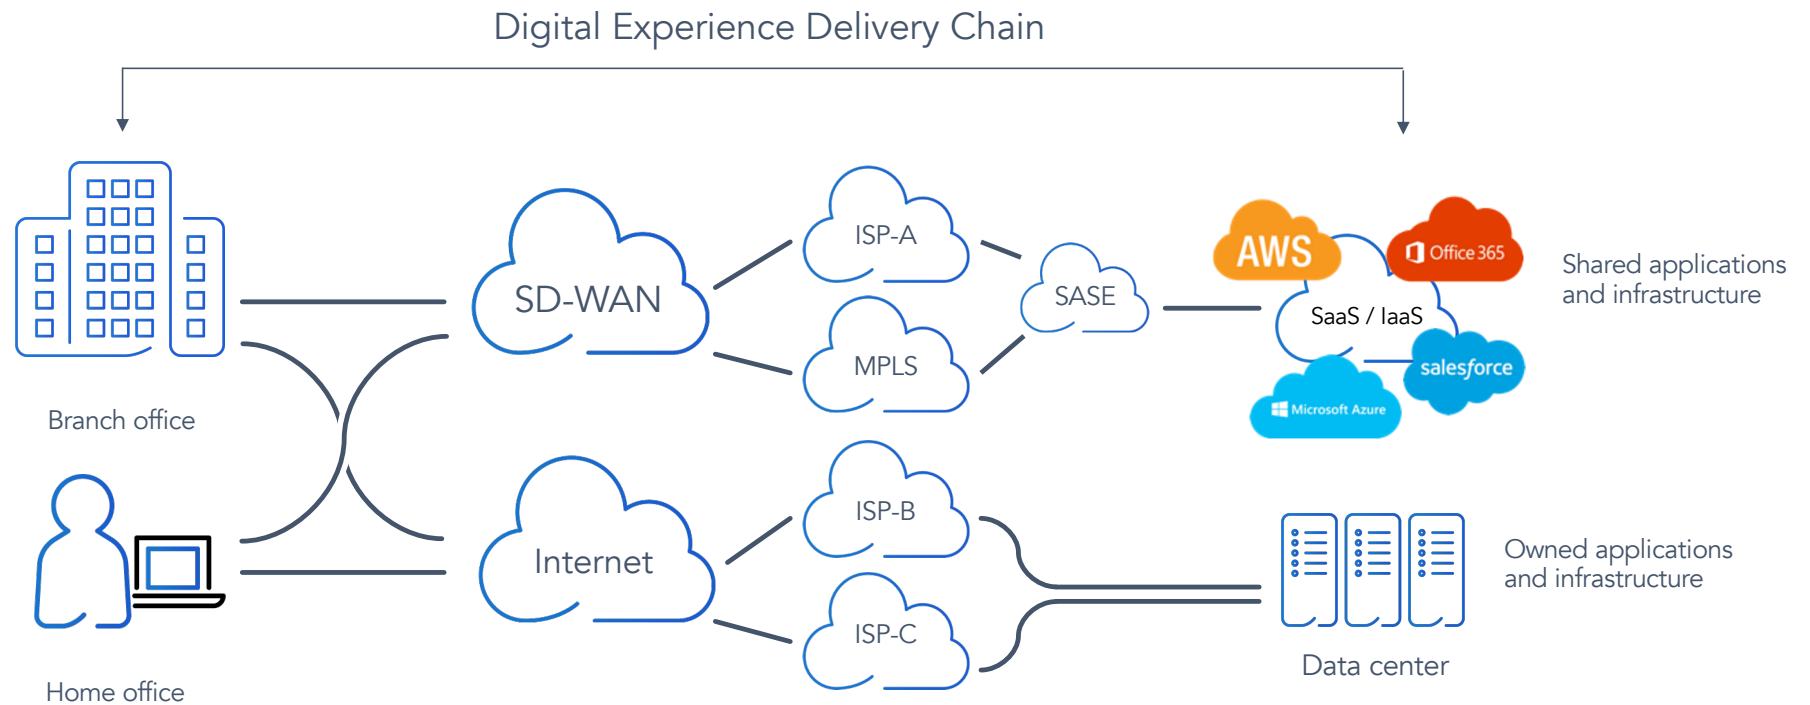 Digital Experience Delivery Chain
ISP-A
AWS
Office 365
Shared applications
and infrastructure
SD-WAN
SASE
SaaS / IaaS
MPLS
salesforce
Microsoft Azure
Branch office
ISP-B
Internet
Owned applications
and infrastructure
ISP-C
Data center
Home office